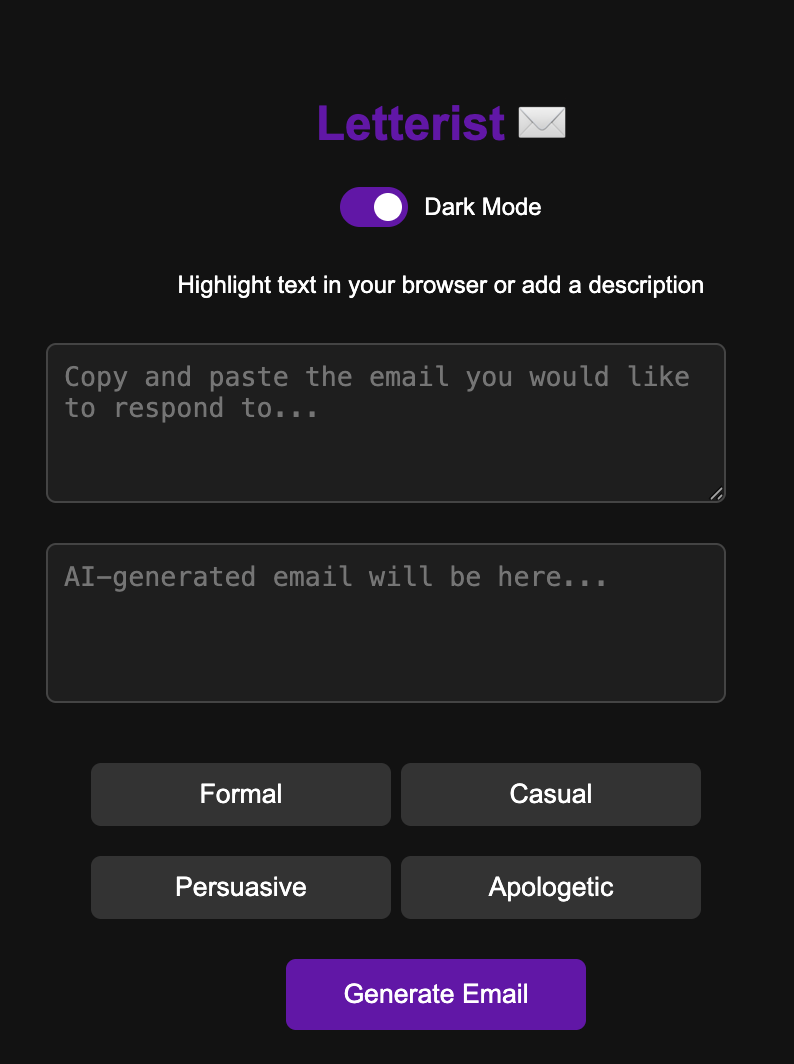 Letterist ✉️
Dark Mode
Highlight text in your browser or add a description
Copy and paste the email you would like
to respond to...
AI-generated email will be here...
Formal
Casual
Persuasive
Apologetic
Generate Email